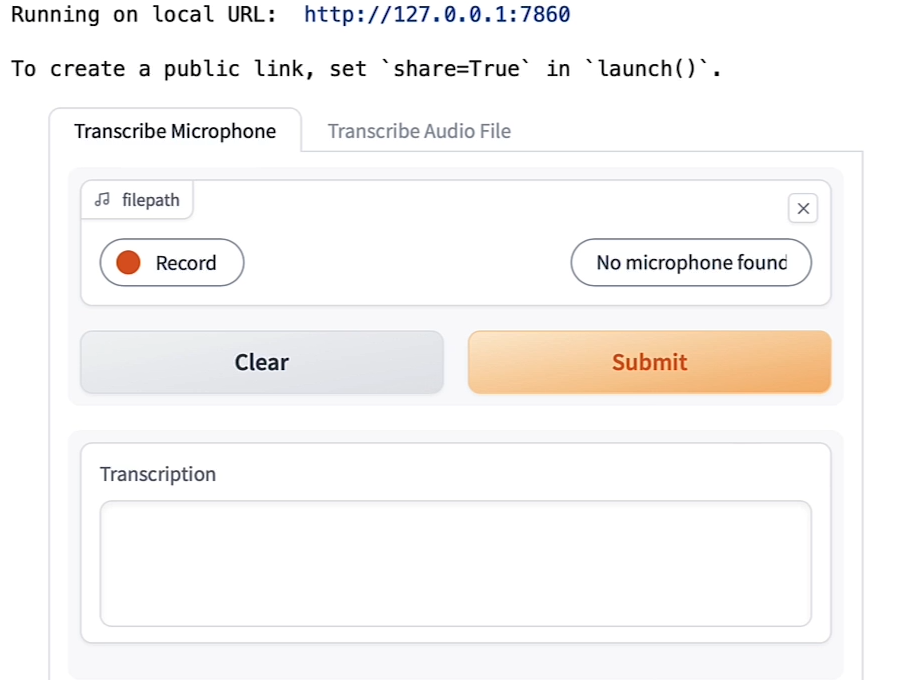 Running on local URL: http://127.0.0.1:7860
To create a public link, set `share=True` in `launch()`.
Transcribe Microphone Transcribe Audio File
filepath
Record No microphone found
Clear Submit
Transcription